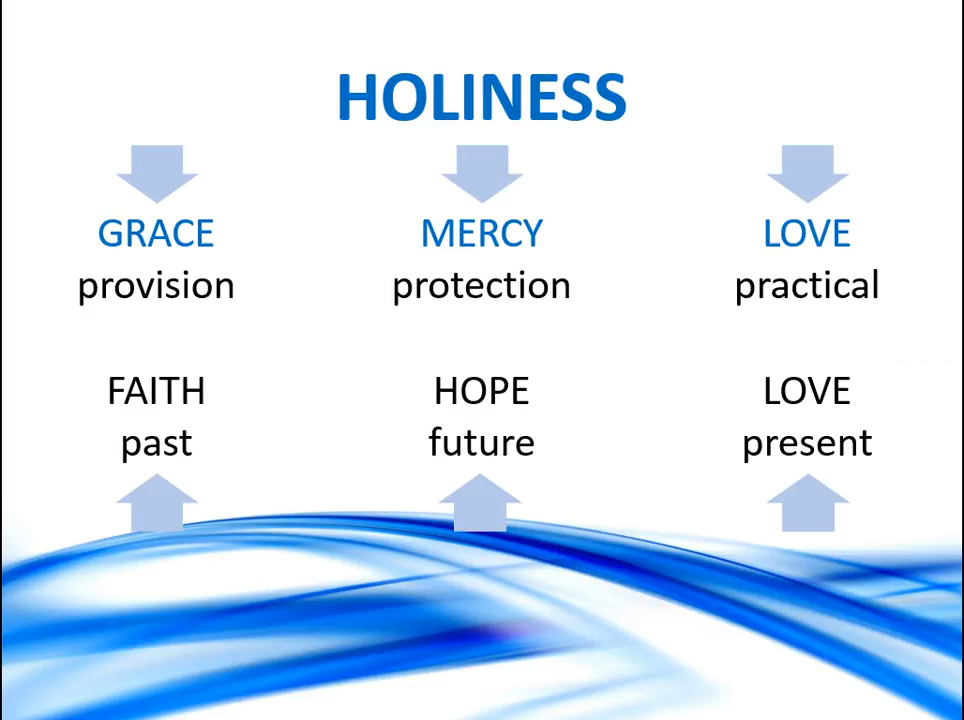 HOLINESS
GRACE MERCY LOVE
provision protection practical
FAITH HOPE LOVE
past future present